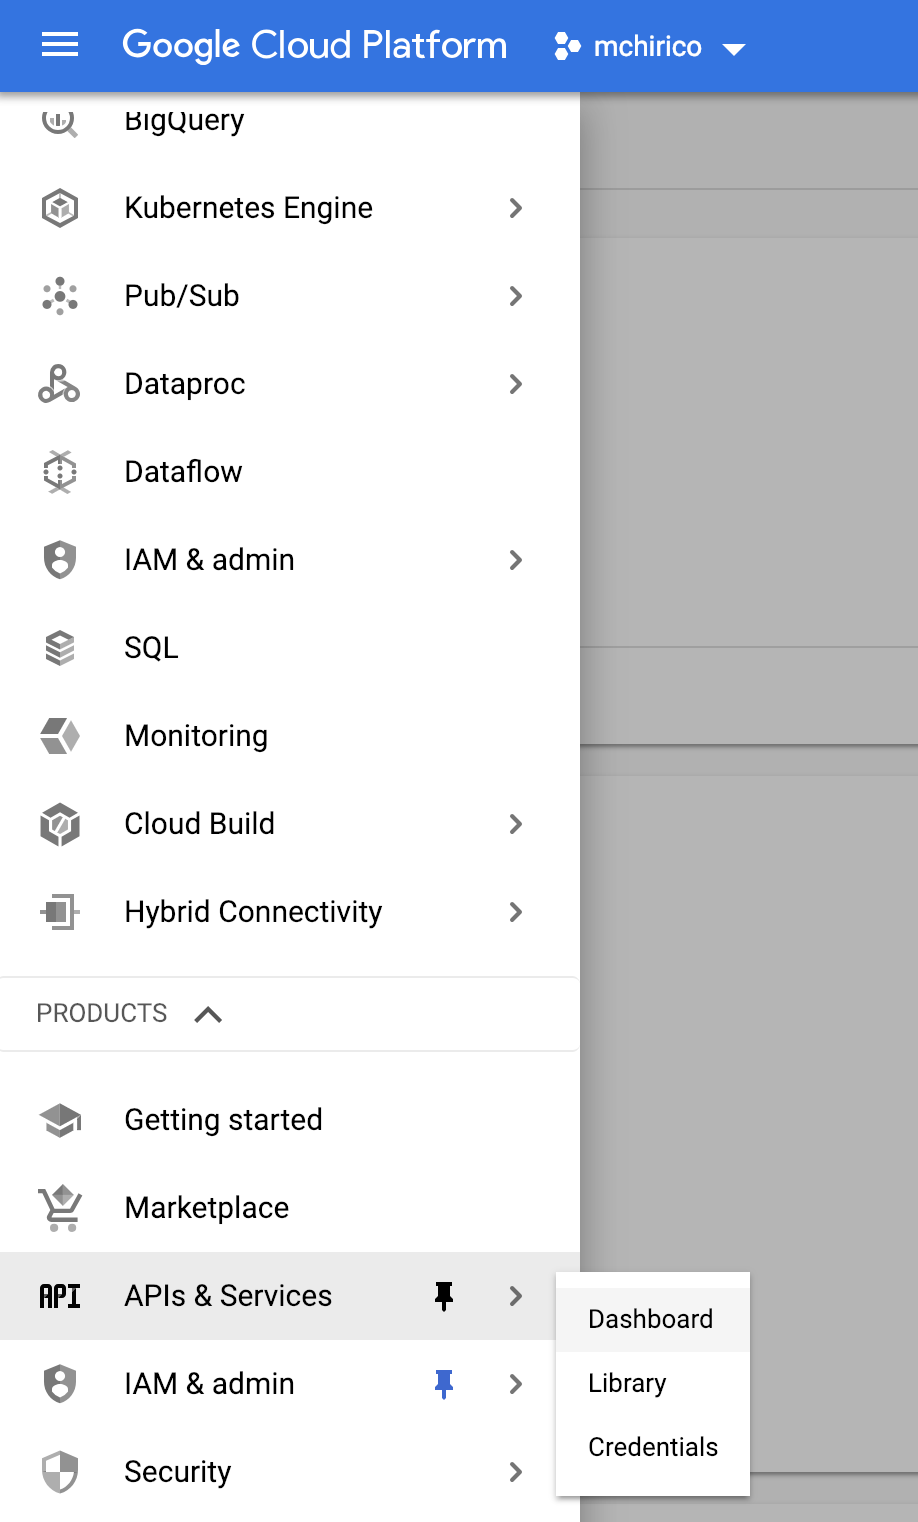 Google Cloud Platform mchirico
BigQuery
Kubernetes Engine
Pub/Sub
Dataproc
Dataflow
IAM & admin
SQL
Monitoring
Cloud Build
Hybrid Connectivity
PRODUCTS
Getting started
Marketplace
API APIs & Services
Dashboard
IAM & admin
Library
Credentials
Security